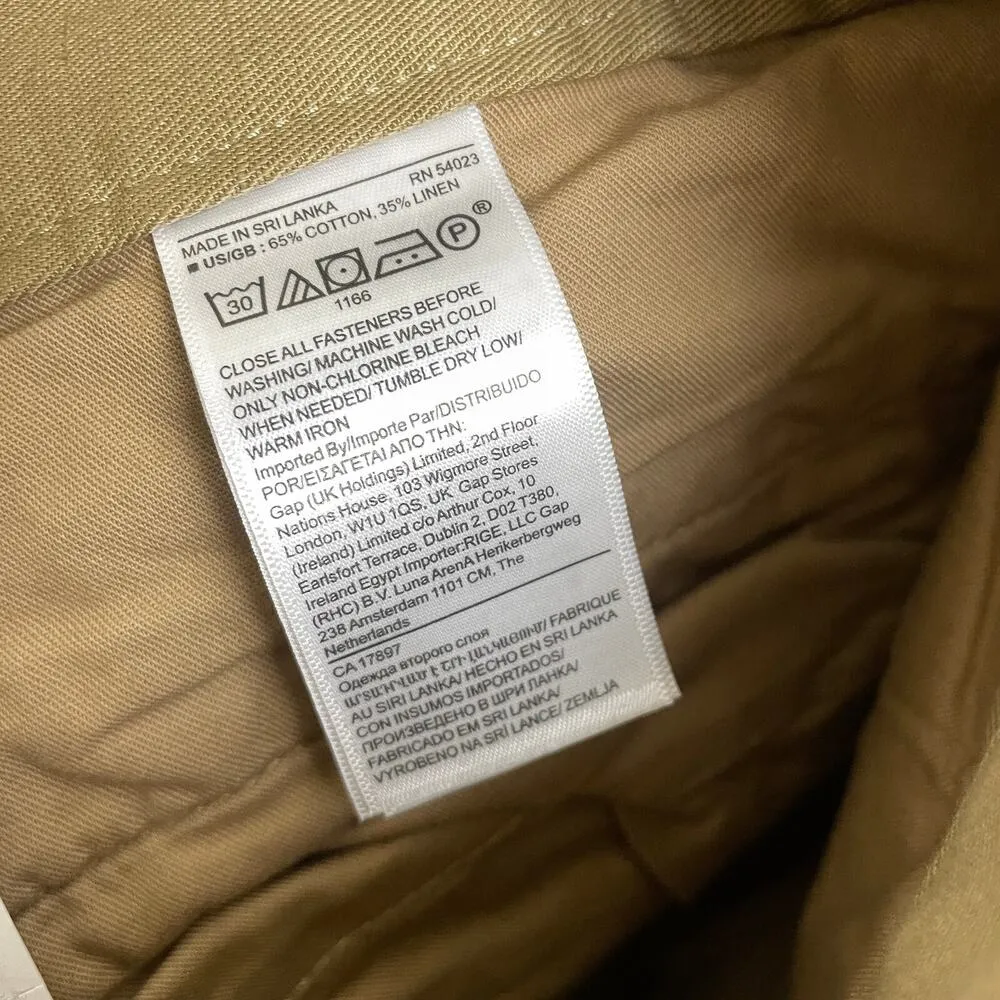 RN 54023
MADE IN SRI LANKA
■ US/GB : 65% COTTON, 35% LINEN
30 P ®
1166
CLOSE ALL FASTENERS BEFORE
WASHING/ MACHINE WASH COLD/
ONLY NON-CHLORINE BLEACH
WHEN NEEDED/ TUMBLE DRY LOW/
WARM IRON
Imported By/Importe Par/DISTRIBUIDO
POR/ΕΙΣΑΓΕΤΑΙ ΑΠΟ ΤΗΝ:
Gap (UK Holdings) Limited, 2nd Floor
Nations House, 103 Wigmore Street,
London, W1U 1QS, UK Gap Stores
(Ireland) Limited c/o Arthur Cox, 10
Earlsfort Terrace, Dublin 2, D02 T380,
Ireland Egypt Importer:RIGE, LLC Gap
(RHC) B.V. Luna ArenA Herikerbergweg
238 Amsterdam 1101 CM, The
Netherlands
CA 17897
Одежда второго слоя
ԱՐՏԱԴՐՎԱԾ Է ՇՐԻ ԼԱՆԿԱՅՈՒՄ/ FABRIQUE
AU SRI LANKA/ HECHO EN SRI LANKA
CON INSUMOS IMPORTADOS/
ПРОИЗВЕДЕНО В ШРИ ЛАНКА/
FABRICADO EM SRI LANKA/
VYROBENO NA SRÍ LANCE/ ZEMLJA